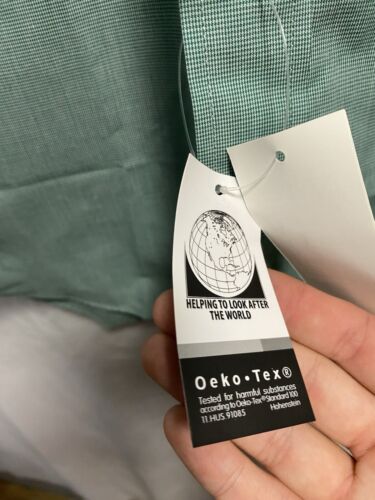 HELPING TO LOOK AFTER
THE WORLD
Oeko•Tex®
Tested for harmful substances
according to Oeko-Tex® Standard 100
11.HUS.91085 Hohenstein